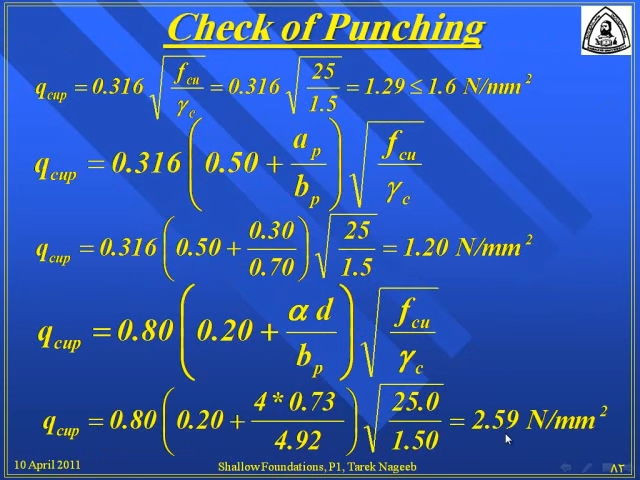 Check of Punching
q_cup = 0.316 √(f_cu / γ_c) = 0.316 √(25 / 1.5) = 1.29 ≤ 1.6 N/mm²
q_cup = 0.316 (0.50 + a_p / b_p) √(f_cu / γ_c)
q_cup = 0.316 (0.50 + 0.30 / 0.70) √(25 / 1.5) = 1.20 N/mm²
q_cup = 0.80 (0.20 + α d / b_p) √(f_cu / γ_c)
q_cup = 0.80 (0.20 + 4 * 0.73 / 4.92) √(25.0 / 1.50) = 2.59 N/mm²
10 April 2011
Shallow Foundations, P1, Tarek Nageeb
٨٣